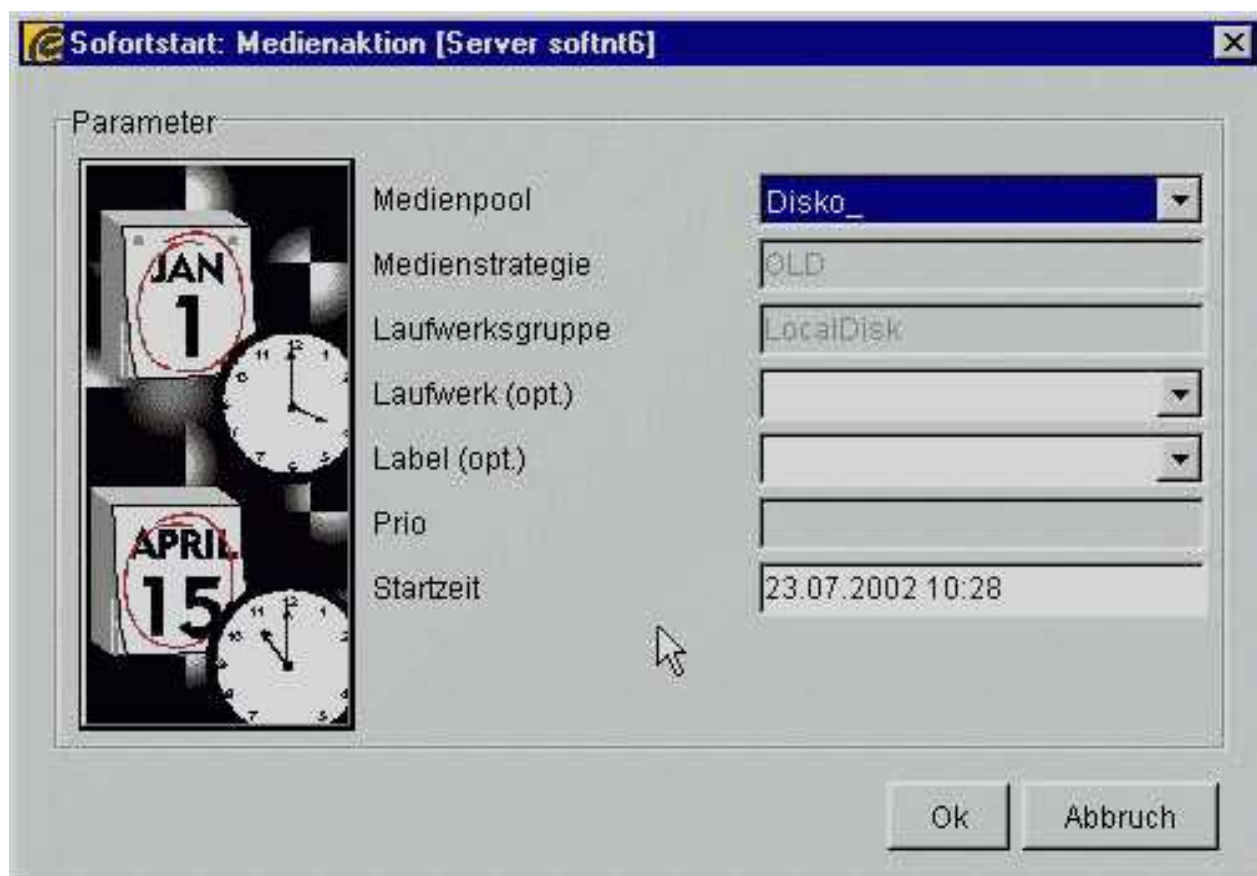 Sofortstart: Medienaktion [Server softnt6]
Parameter
Medienpool Disko_
Medienstrategie OLD
Laufwerksgruppe LocalDisk
Laufwerk (opt.)
Label (opt.)
Prio
Startzeit 23.07.2002 10:28
JAN
1
APRIL
15
Ok Abbruch